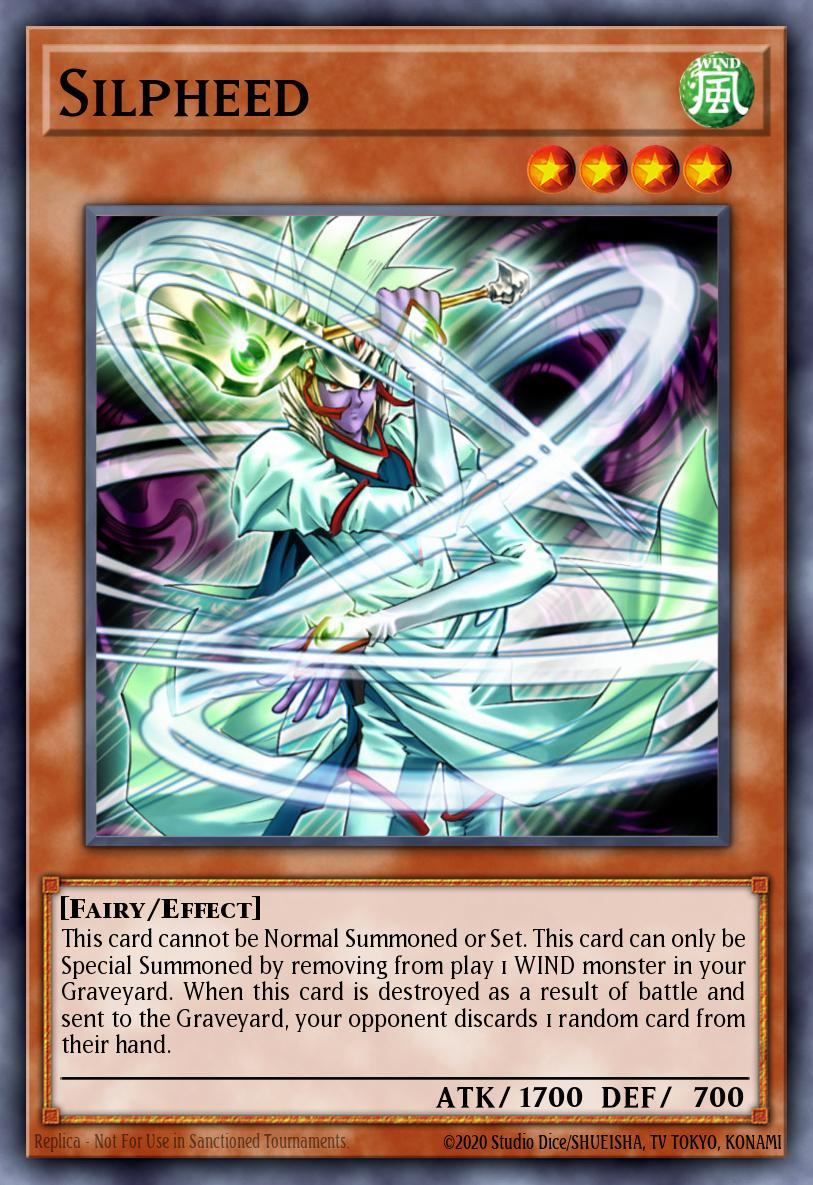 Silpheed
WIND
風
[Fairy/Effect]
This card cannot be Normal Summoned or Set. This card can only be
Special Summoned by removing from play 1 WIND monster in your
Graveyard. When this card is destroyed as a result of battle and
sent to the Graveyard, your opponent discards 1 random card from
their hand.
ATK/ 1700 DEF/ 700
Replica - Not For Use in Sanctioned Tournaments.
©2020 Studio Dice/SHUEISHA, TV TOKYO, KONAMI